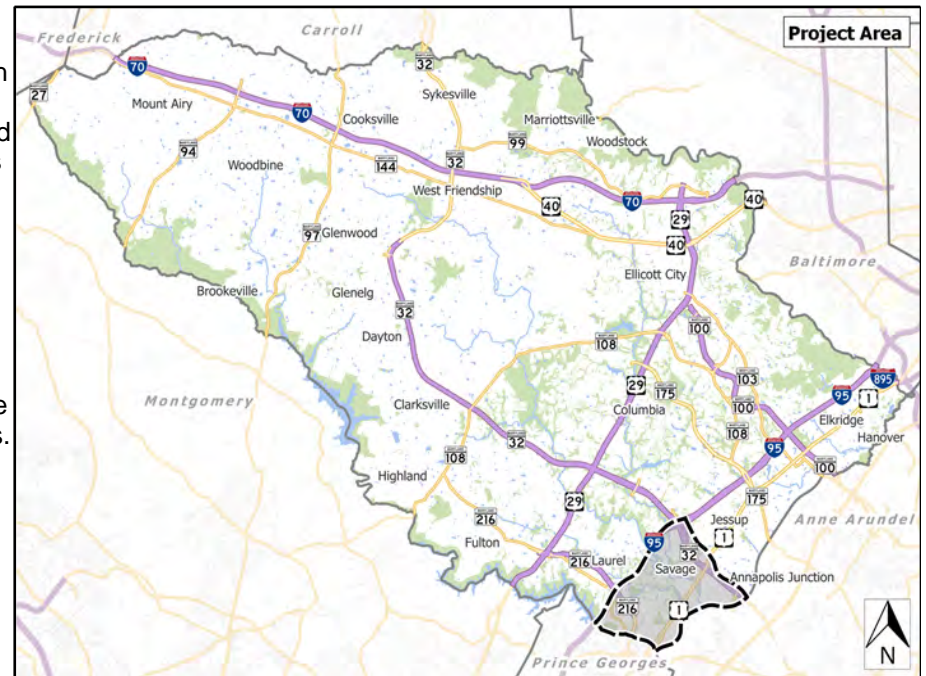 Project Area
Frederick
Carroll
70
32
27
Mount Airy
Sykesville
70
Cooksville
Marriottsville
94
99
Woodstock
Woodbine
144
32
West Friendship
70
40
40
29
97
Glenwood
40
Ellicott City
Baltimore
Brookeville
Glenelg
32
Dayton
100
108
103
895
29
175
95
1
Montgomery
Clarksville
Columbia
100
Elkridge
108
Hanover
32
95
108
100
Highland
175
29
216
Jessup
Anne Arundel
Fulton
95
1
216
Laurel
32
Savage
Annapolis Junction
216
1
Prince Georges
N